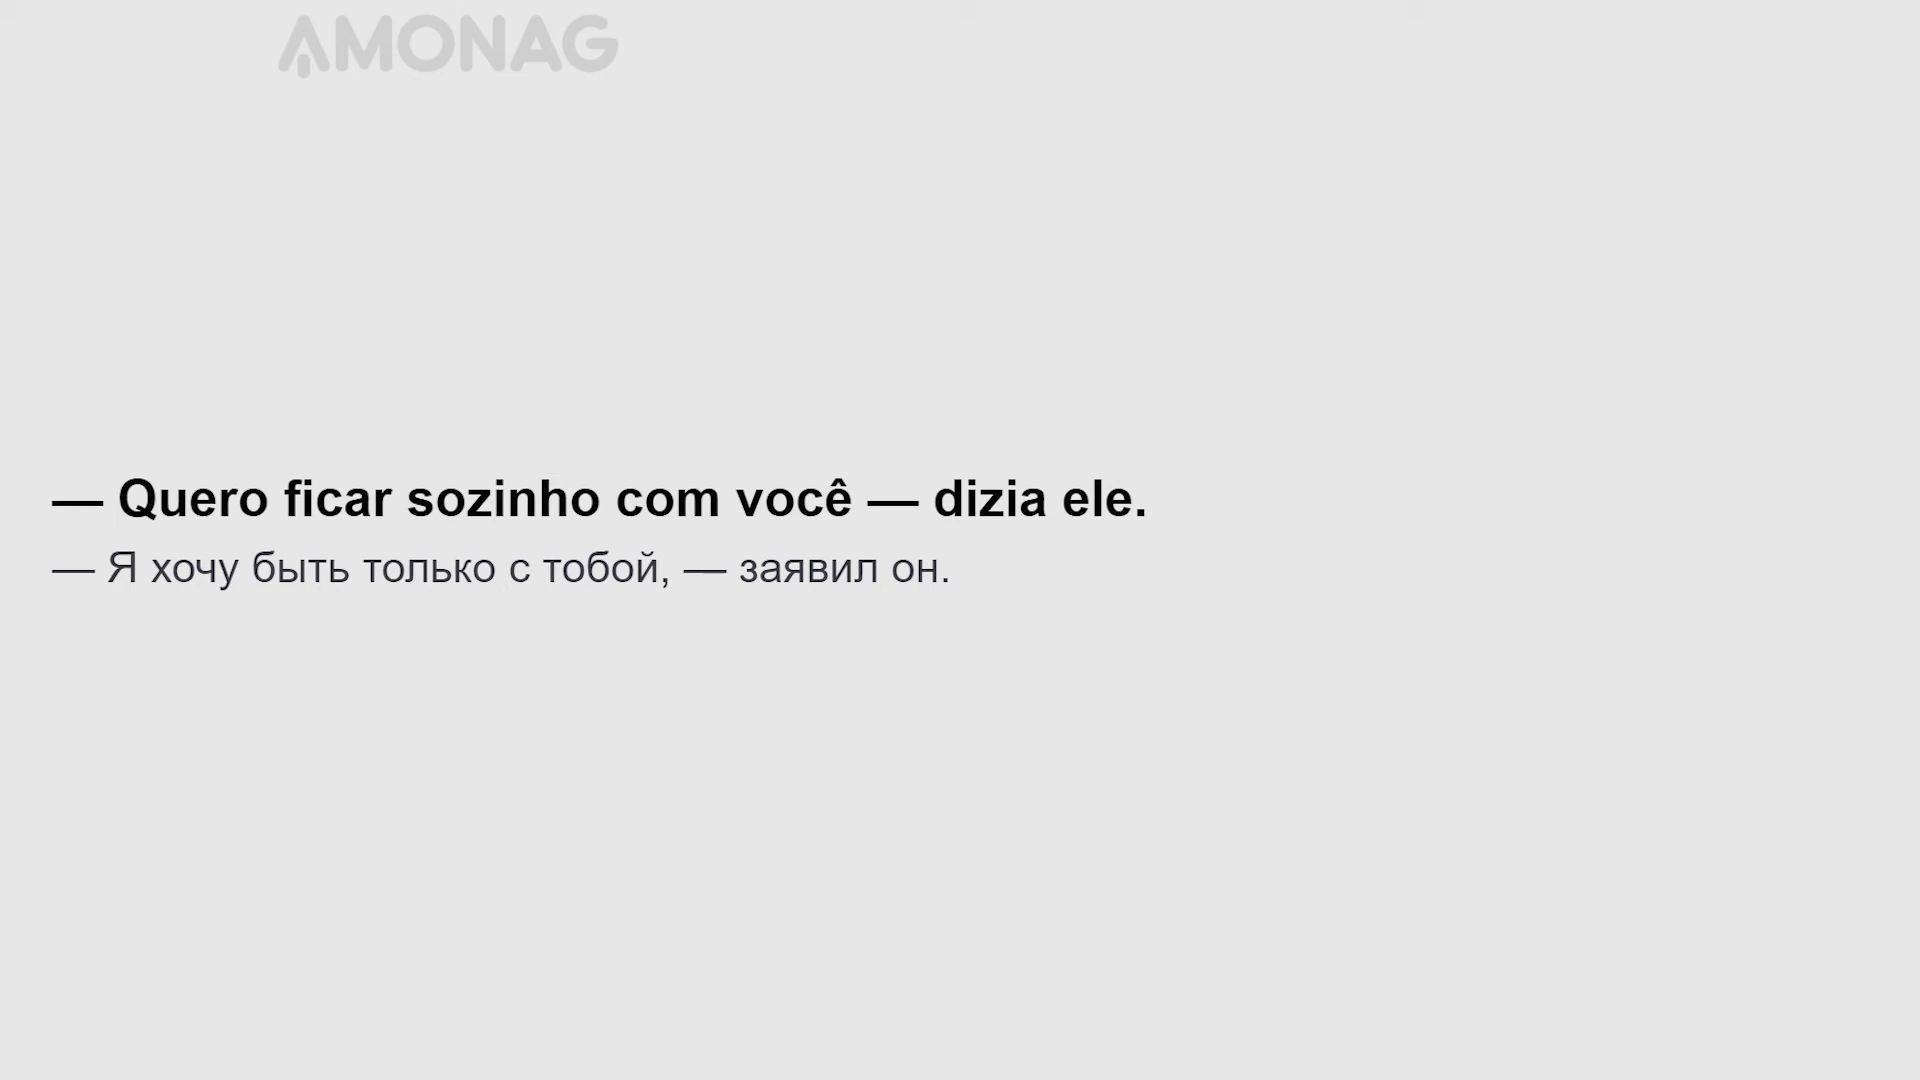 AMONAG
— Quero ficar sozinho com você — dizia ele.
— Я хочу быть только с тобой, — заявил он.